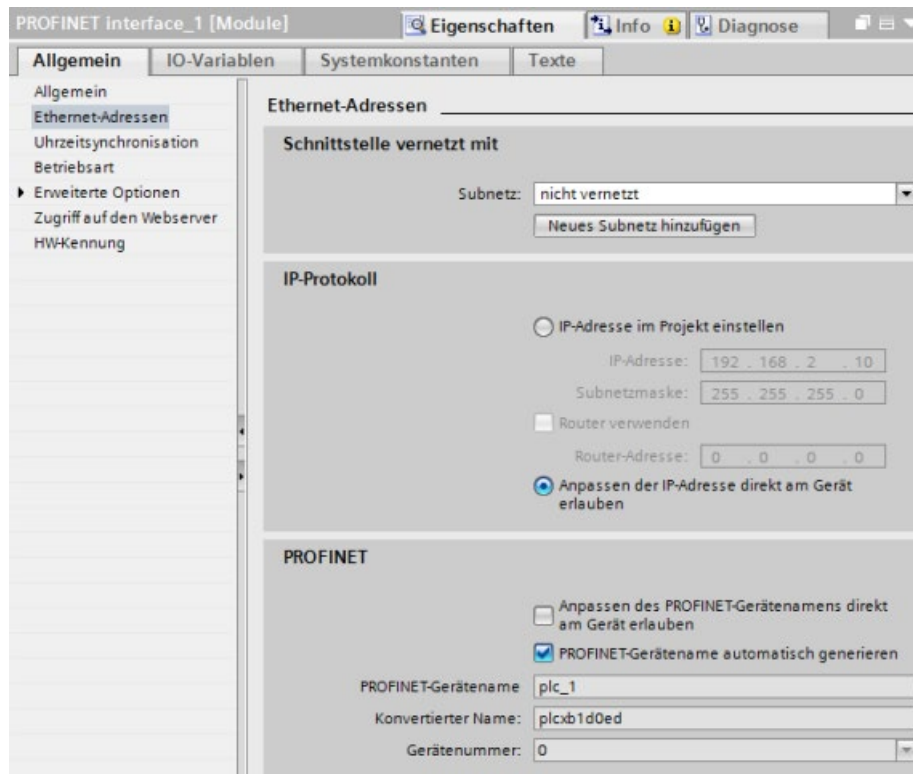 PROFINET interface_1 [Module]
Eigenschaften
Info
Diagnose
Allgemein
IO-Variablen
Systemkonstanten
Texte
Allgemein
Ethernet-Adressen
Uhrzeitsynchronisation
Betriebsart
Erweiterte Optionen
Zugriff auf den Webserver
HW-Kennung
Ethernet-Adressen
Schnittstelle vernetzt mit
Subnetz: nicht vernetzt
Neues Subnetz hinzufügen
IP-Protokoll
IP-Adresse im Projekt einstellen
IP-Adresse: 192 . 168 . 2 . 10
Subnetzmaske: 255 . 255 . 255 . 0
Router verwenden
Router-Adresse: 0 . 0 . 0 . 0
Anpassen der IP-Adresse direkt am Gerät
erlauben
PROFINET
Anpassen des PROFINET-Gerätenamens direkt
am Gerät erlauben
PROFINET-Gerätename automatisch generieren
PROFINET-Gerätename plc_1
Konvertierter Name: plcxb1d0ed
Gerätenummer: 0